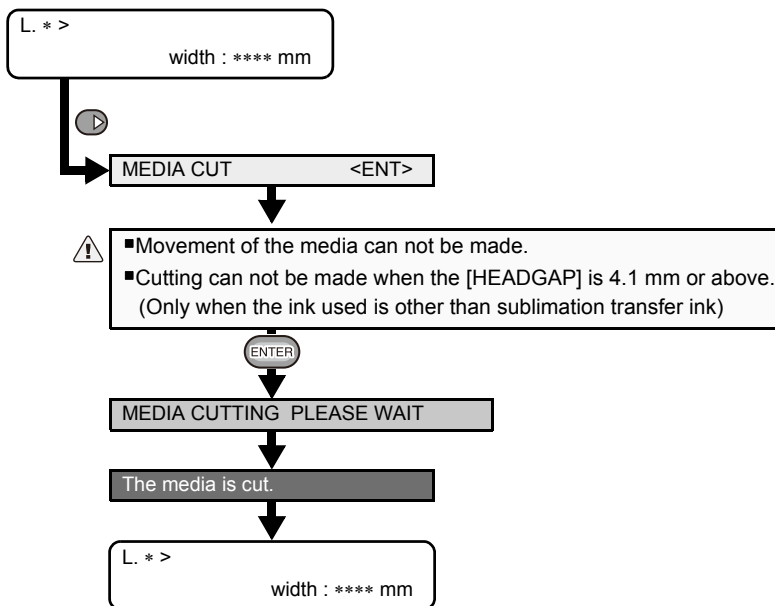 L. * >
width : **** mm
MEDIA CUT <ENT>
■Movement of the media can not be made.
■Cutting can not be made when the [HEADGAP] is 4.1 mm or above.
(Only when the ink used is other than sublimation transfer ink)
ENTER
MEDIA CUTTING PLEASE WAIT
The media is cut.
L. * >
width : **** mm